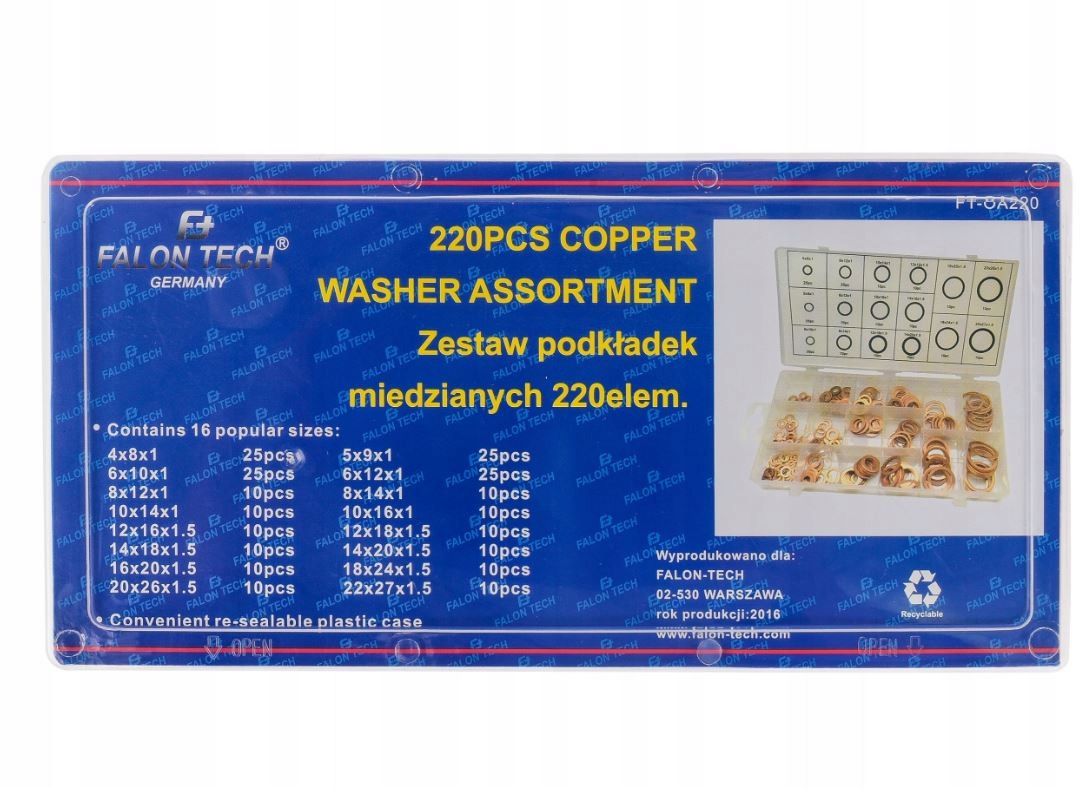 FT-UA220
FALON TECH®
GERMANY
220PCS COPPER
WASHER ASSORTMENT
Zestaw podkładek
miedzianych 220elem.
• Contains 16 popular sizes:
4x8x1 25pcs 5x9x1 25pcs
6x10x1 25pcs 6x12x1 25pcs
8x12x1 10pcs 8x14x1 10pcs
10x14x1 10pcs 10x16x1 10pcs
12x16x1.5 10pcs 12x18x1.5 10pcs
14x18x1.5 10pcs 14x20x1.5 10pcs
16x20x1.5 10pcs 18x24x1.5 10pcs
20x26x1.5 10pcs 22x27x1.5 10pcs
• Convenient re-sealable plastic case
Wyprodukowano dla:
FALON-TECH
02-530 WARSZAWA
rok produkcji:2016
www.falon-tech.com
Recyclable
OPEN
OPEN